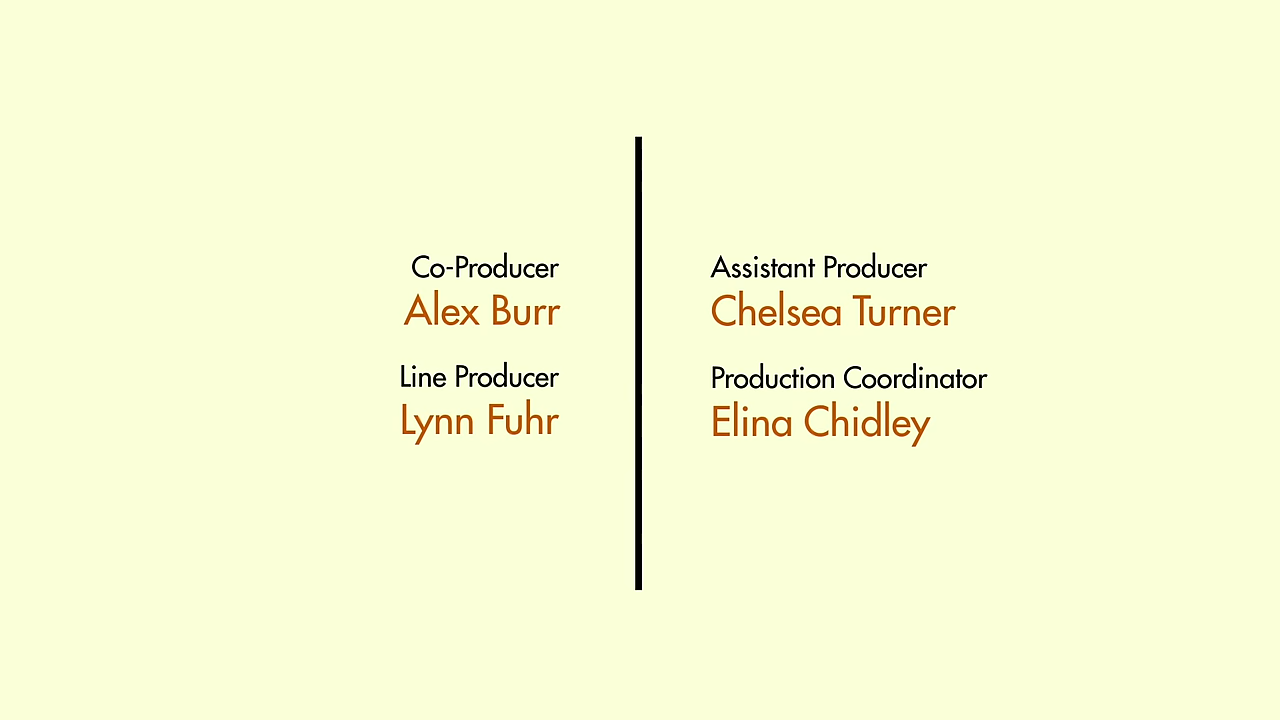 Co-Producer
Alex Burr
Line Producer
Lynn Fuhr
Assistant Producer
Chelsea Turner
Production Coordinator
Elina Chidley